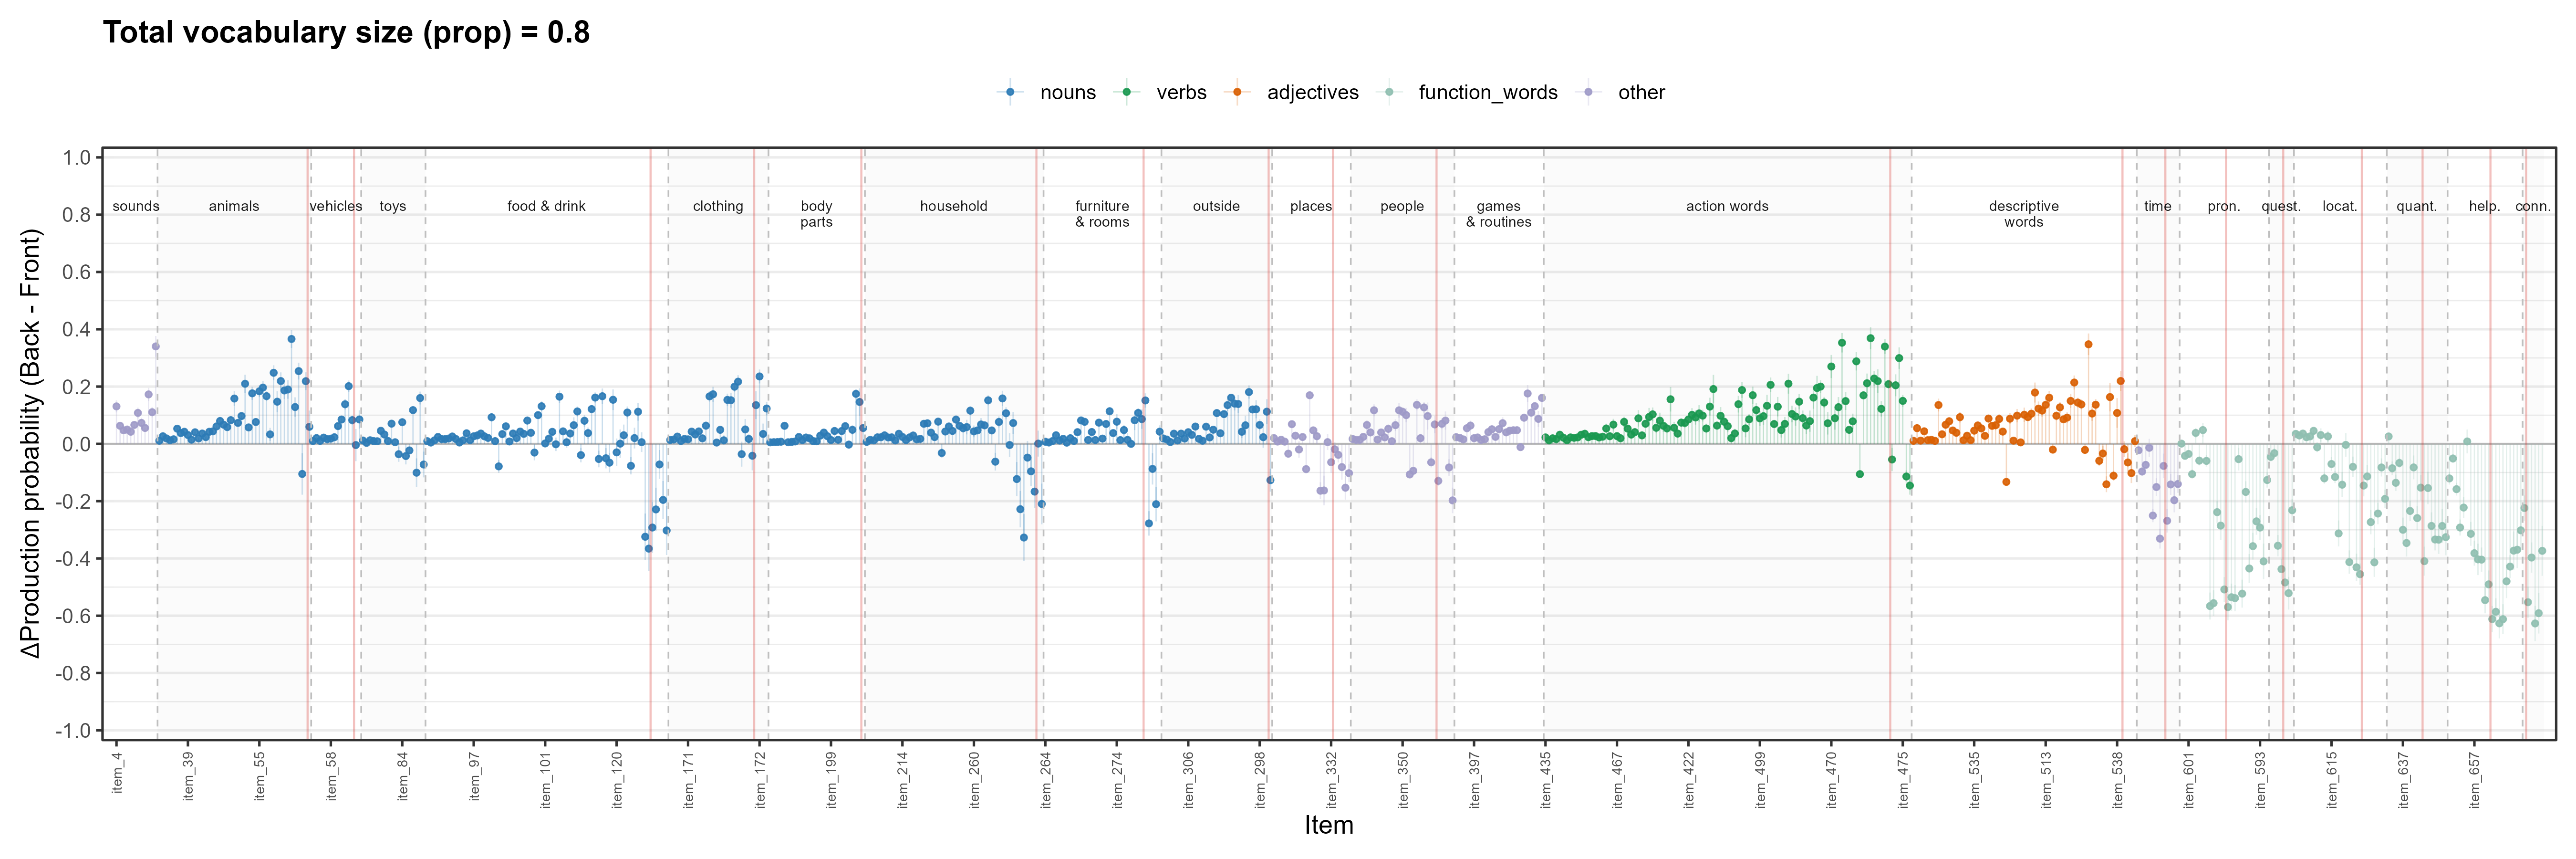 Total vocabulary size (prop) = 0.8
nouns verbs adjectives function_words other
1.0
0.8
0.6
0.4
0.2
0.0
-0.2
-0.4
-0.6
-0.8
-1.0
ΔProduction probability (Back - Front)
sounds animals vehicles toys food & drink clothing body parts household furniture & rooms outside places people games & routines action words descriptive words time pron. quest. locat. quant. help. conn.
item_4 item_39 item_55 item_58 item_84 item_97 item_101 item_120 item_171 item_172 item_195 item_214 item_260 item_264 item_274 item_306 item_298 item_332 item_350 item_397 item_435 item_467 item_422 item_499 item_470 item_475 item_535 item_513 item_538 item_601 item_593 item_615 item_637 item_657
Item